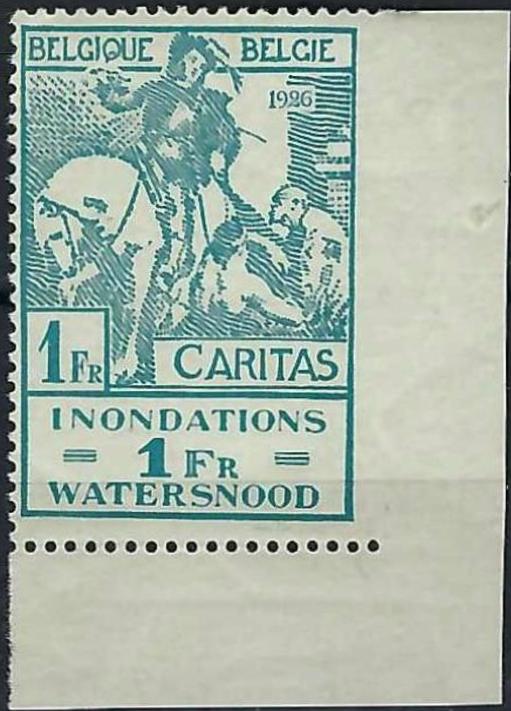 BELGIQUE BELGIE
1926
1 FR
CARITAS
INONDATIONS
= 1 FR =
WATERSNOOD